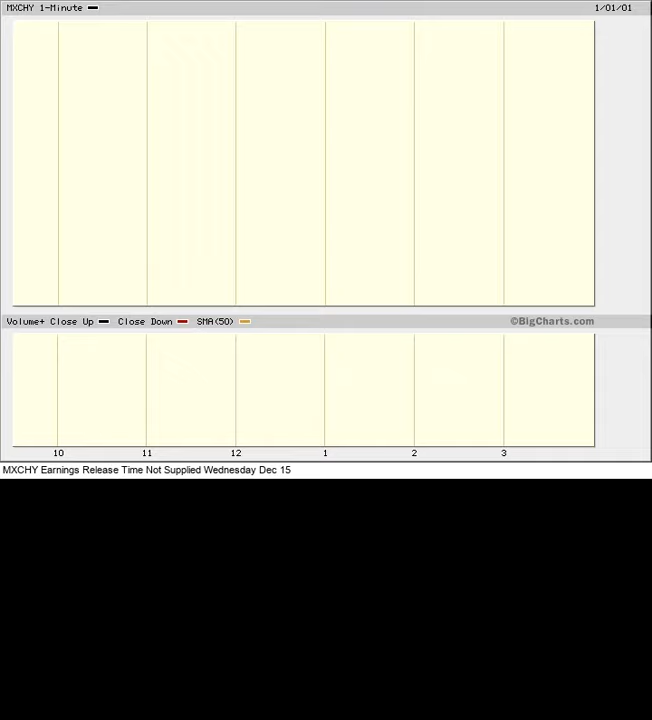 MXCHY 1-Minute 1/01/01
Volume+ Close Up Close Down SMA(50) ©BigCharts.com
10 11 12 1 2 3
MXCHY Earnings Release Time Not Supplied Wednesday Dec 15